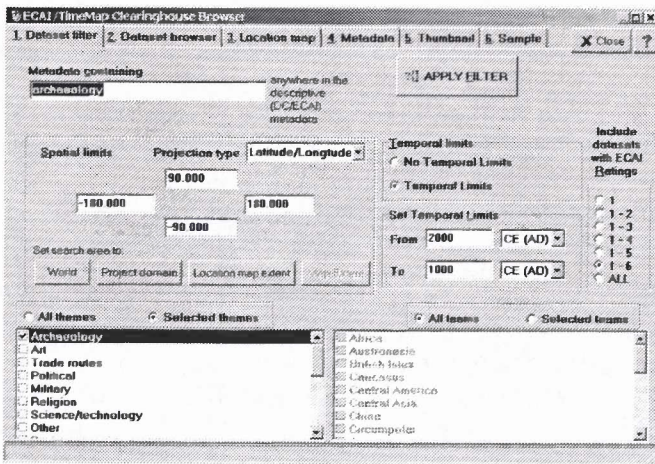 ECAI /TimeMap Clearinghouse Browser
1. Dataset filter 2. Dataset browser 3. Location map 4. Metadata 5. Thumbnail 6. Sample X Close ?
Metadata containing
archaeology
anywhere in the
descriptive
(DC/ECAI)
metadata
APPLY FILTER
Spatial limits Projection type Latitude/Longtude
90.000
-180.000 180.000
-90.000
Set search area to:
World Project domain Location map extent Map Extent
Temporal limits
No Temporal Limits
Temporal Limits
Set Temporal Limits
From 2000 CE (AD)
To 1000 CE (AD)
Include
datasets
with ECAI
Ratings
1
1 - 2
1 - 3
1 - 4
1 - 5
1 - 6
ALL
All themes Selected themes
Archaeology
Art
Trade routes
Political
Military
Religion
Science/technology
Other
All teams Selected teams
Africa
Austronesia
British Isles
Caucasus
Central America
Central Asia
China
Circumpolar